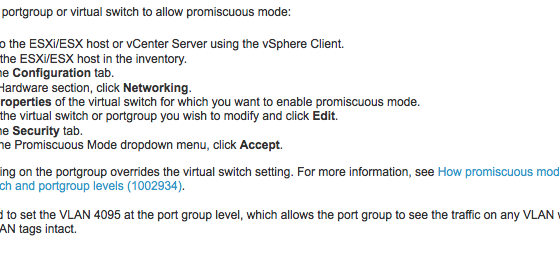 portgroup or virtual switch to allow promiscuous mode:
o the ESXi/ESX host or vCenter Server using the vSphere Client.
the ESXi/ESX host in the inventory.
he Configuration tab.
Hardware section, click Networking.
roperties of the virtual switch for which you want to enable promiscuous mode.
the virtual switch or portgroup you wish to modify and click Edit.
he Security tab.
he Promiscuous Mode dropdown menu, click Accept.
ing on the portgroup overrides the virtual switch setting. For more information, see How promiscuous mod
ch and portgroup levels (1002934).
d to set the VLAN 4095 at the port group level, which allows the port group to see the traffic on any VLAN
AN tags intact.